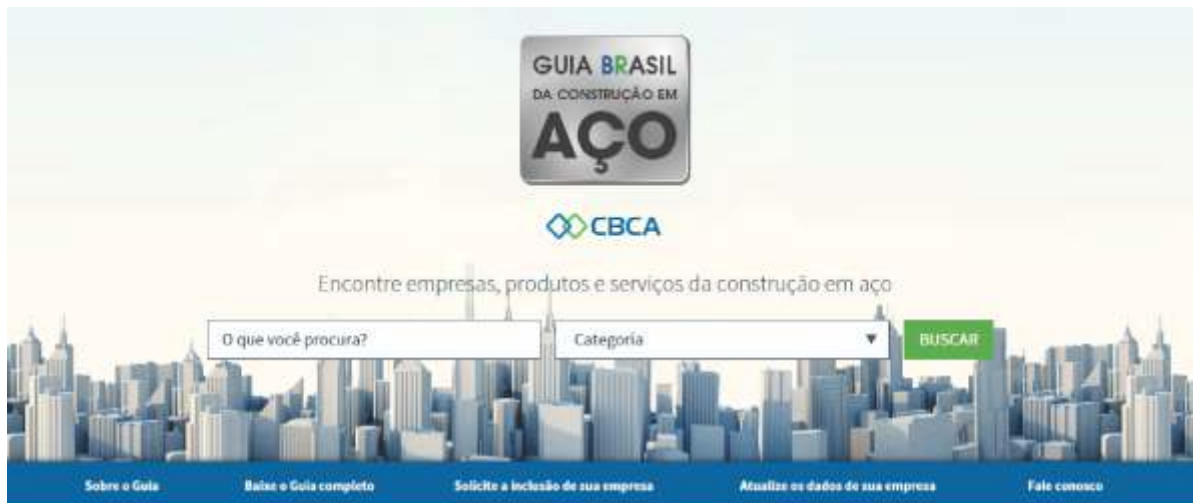 GUIA BRASIL
DA CONSTRUÇÃO EM
AÇO
CBCA
Encontre empresas, produtos e serviços da construção em aço
O que você procura?
Categoria
BUSCAR
Sobre o Guia
Baixe o Guia completo
Solicite a inclusão de sua empresa
Atualize os dados de sua empresa
Fale conosco